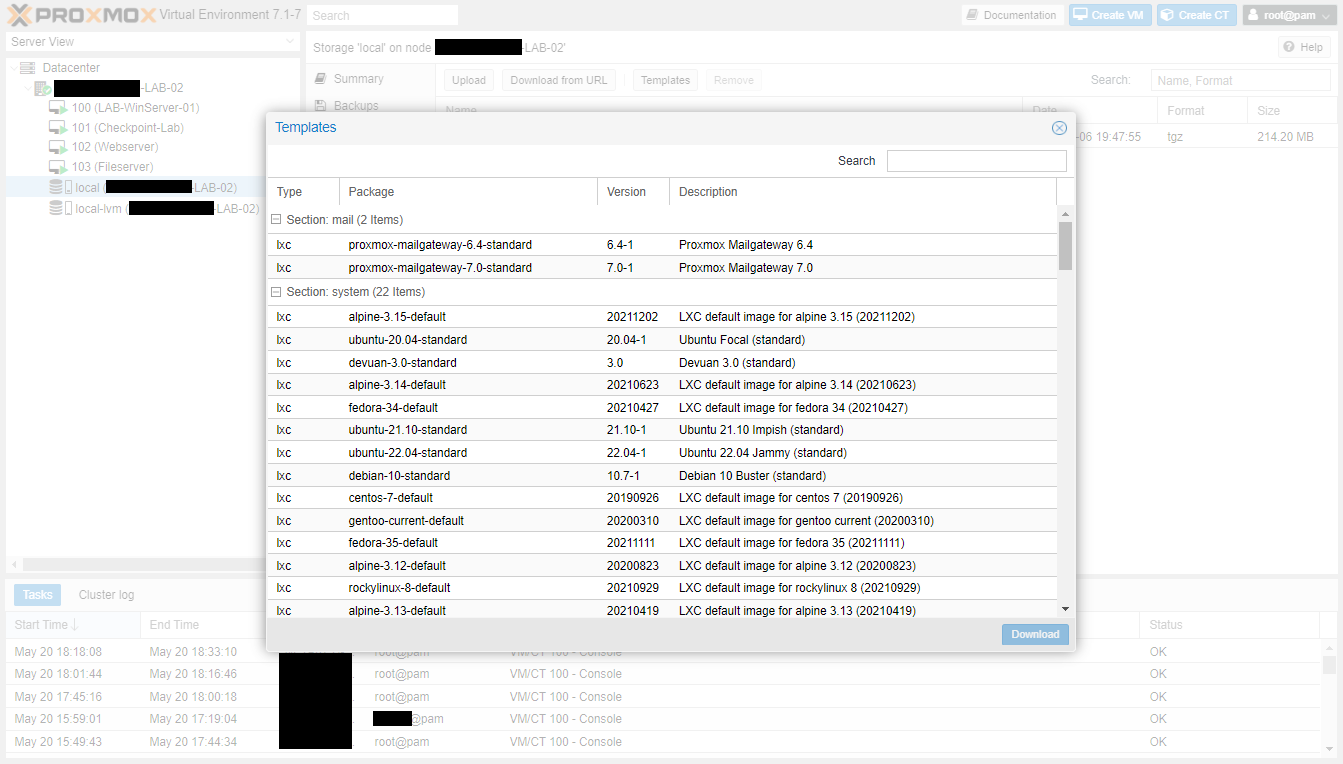 PROXMOX Virtual Environment 7.1-7 Search Documentation Create VM Create CT root@pam
Server View
Storage 'local' on node -LAB-02' Help
Datacenter
-LAB-02
100 (LAB-WinServer-01)
101 (Checkpoint-Lab)
102 (Webserver)
103 (Fileserver)
local ( -LAB-02)
local-lvm ( -LAB-02)
Summary
Backups
Upload Download from URL Templates Remove Search: Name, Format
Name Date Format Size
-06 19:47:55 tgz 214.20 MB
Templates
Search
Type Package Version Description
Section: mail (2 Items)
lxc proxmox-mailgateway-6.4-standard 6.4-1 Proxmox Mailgateway 6.4
lxc proxmox-mailgateway-7.0-standard 7.0-1 Proxmox Mailgateway 7.0
Section: system (22 Items)
lxc alpine-3.15-default 20211202 LXC default image for alpine 3.15 (20211202)
lxc ubuntu-20.04-standard 20.04-1 Ubuntu Focal (standard)
lxc devuan-3.0-standard 3.0 Devuan 3.0 (standard)
lxc alpine-3.14-default 20210623 LXC default image for alpine 3.14 (20210623)
lxc fedora-34-default 20210427 LXC default image for fedora 34 (20210427)
lxc ubuntu-21.10-standard 21.10-1 Ubuntu 21.10 Impish (standard)
lxc ubuntu-22.04-standard 22.04-1 Ubuntu 22.04 Jammy (standard)
lxc debian-10-standard 10.7-1 Debian 10 Buster (standard)
lxc centos-7-default 20190926 LXC default image for centos 7 (20190926)
lxc gentoo-current-default 20200310 LXC default image for gentoo current (20200310)
lxc fedora-35-default 20211111 LXC default image for fedora 35 (20211111)
lxc alpine-3.12-default 20200823 LXC default image for alpine 3.12 (20200823)
lxc rockylinux-8-default 20210929 LXC default image for rockylinux 8 (20210929)
lxc alpine-3.13-default 20210419 LXC default image for alpine 3.13 (20210419)
Download
Tasks Cluster log
Start Time End Time Status
May 20 18:18:08 May 20 18:33:10 root@pam VM/CT 100 - Console OK
May 20 18:01:44 May 20 18:16:46 root@pam VM/CT 100 - Console OK
May 20 17:45:16 May 20 18:00:18 root@pam VM/CT 100 - Console OK
May 20 15:59:01 May 20 17:19:04 @pam VM/CT 100 - Console OK
May 20 15:49:43 May 20 17:44:34 root@pam VM/CT 100 - Console OK